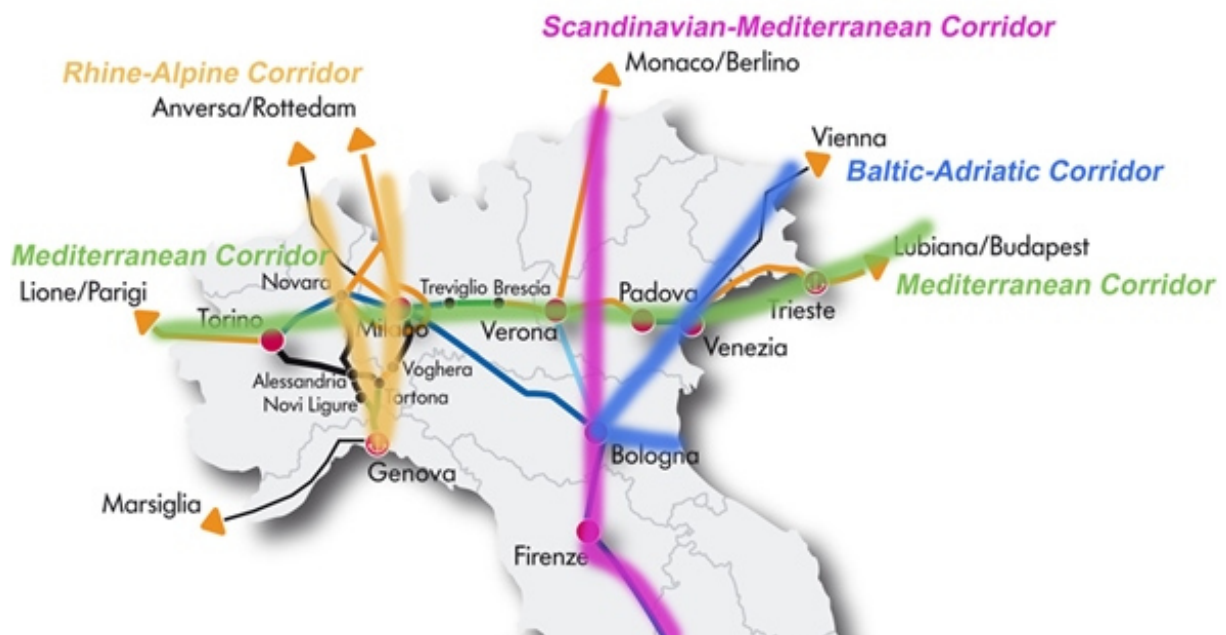 Scandinavian-Mediterranean Corridor
Monaco/Berlino
Rhine-Alpine Corridor
Anversa/Rottedam
Vienna
Baltic-Adriatic Corridor
Mediterranean Corridor
Lione/Parigi
Lubiana/Budapest
Mediterranean Corridor
Novara
Treviglio
Brescia
Padova
Trieste
Torino
Milano
Verona
Venezia
Voghera
Alessandria
Tortona
Novi Ligure
Bologna
Genova
Marsiglia
Firenze